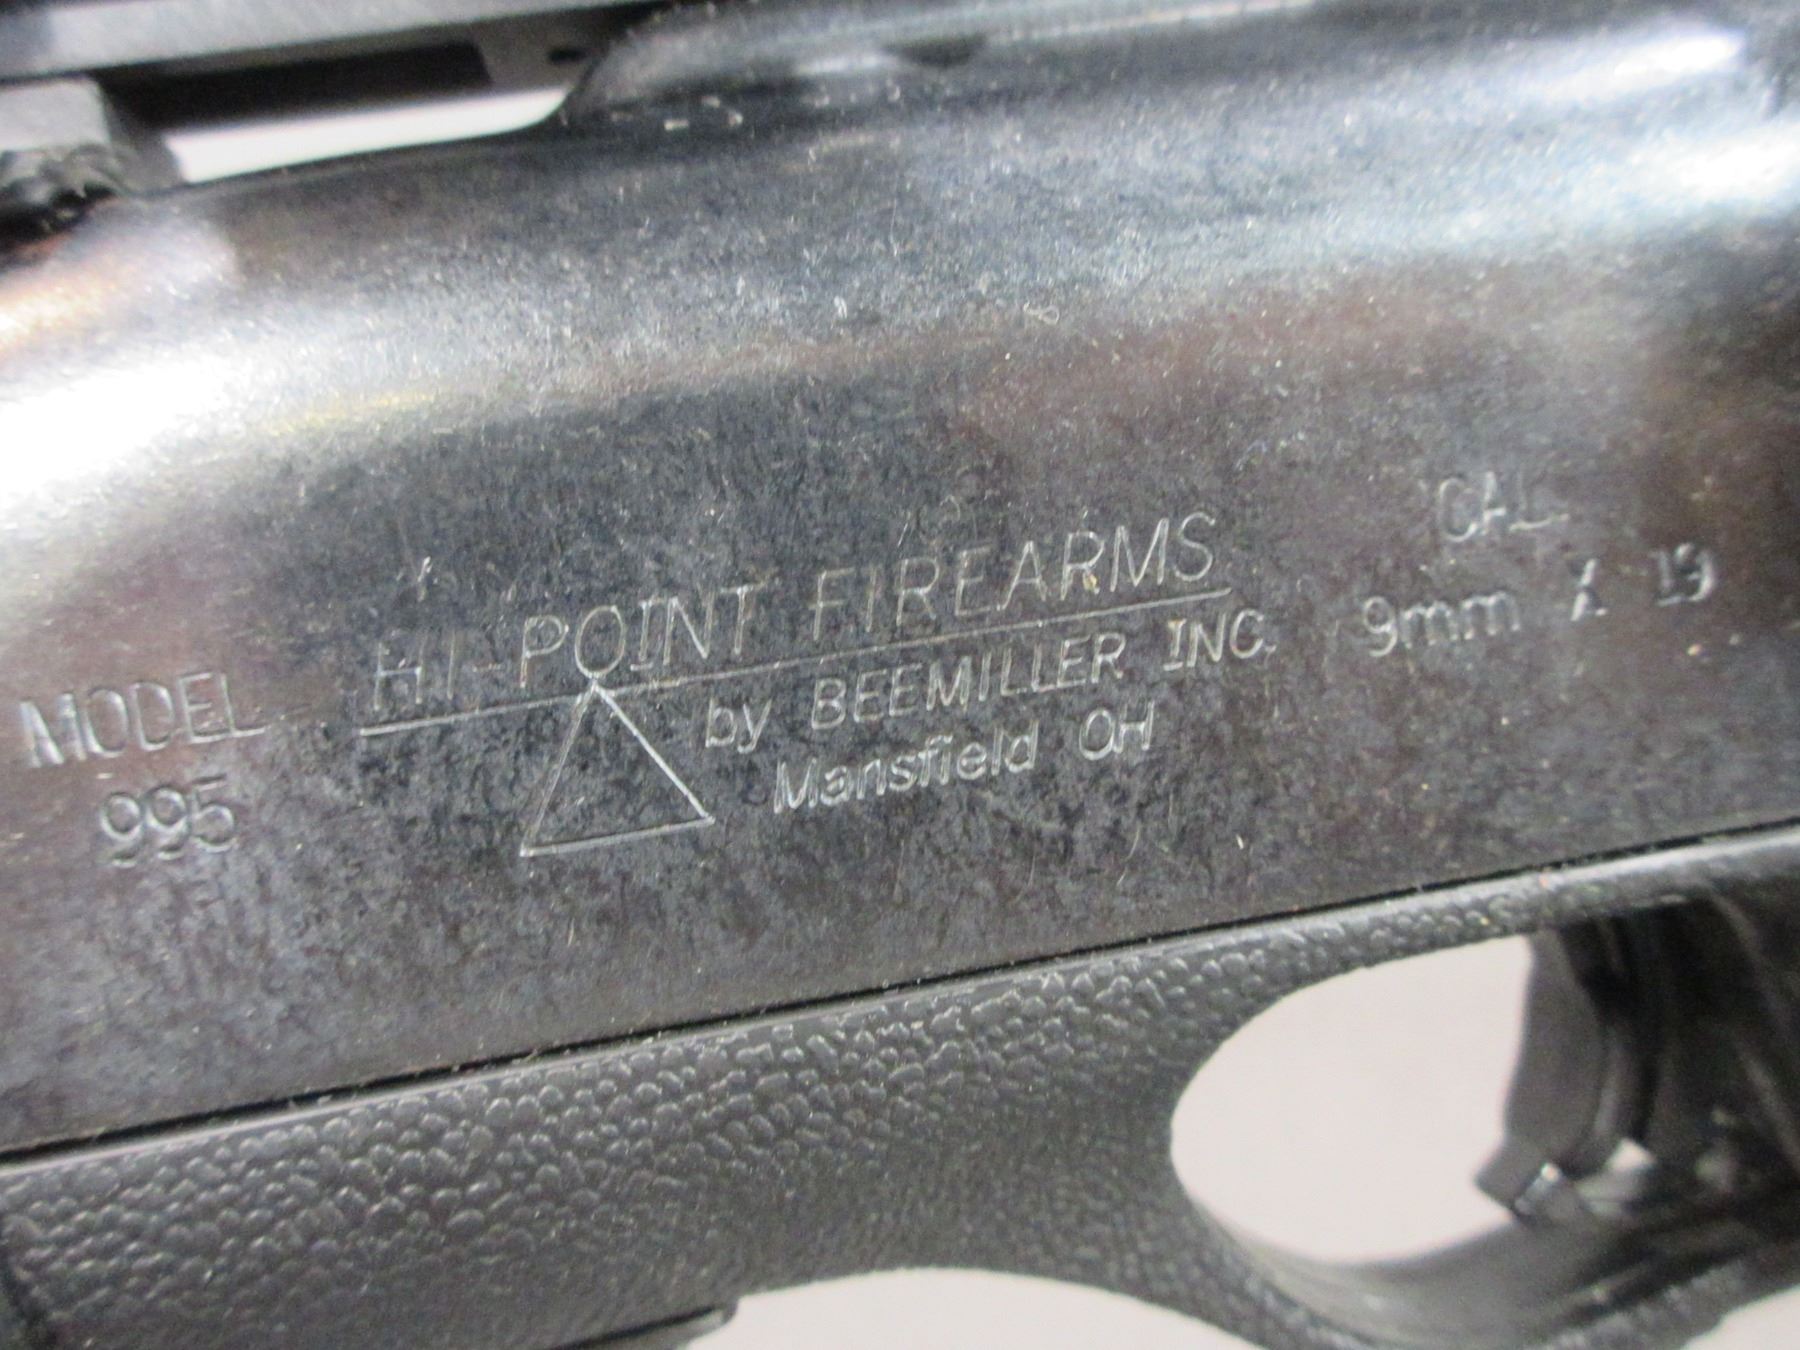 MODEL
995
HI-POINT FIREARMS
by BEEMILLER INC.
Mansfield OH
CAL.
9mm X 19